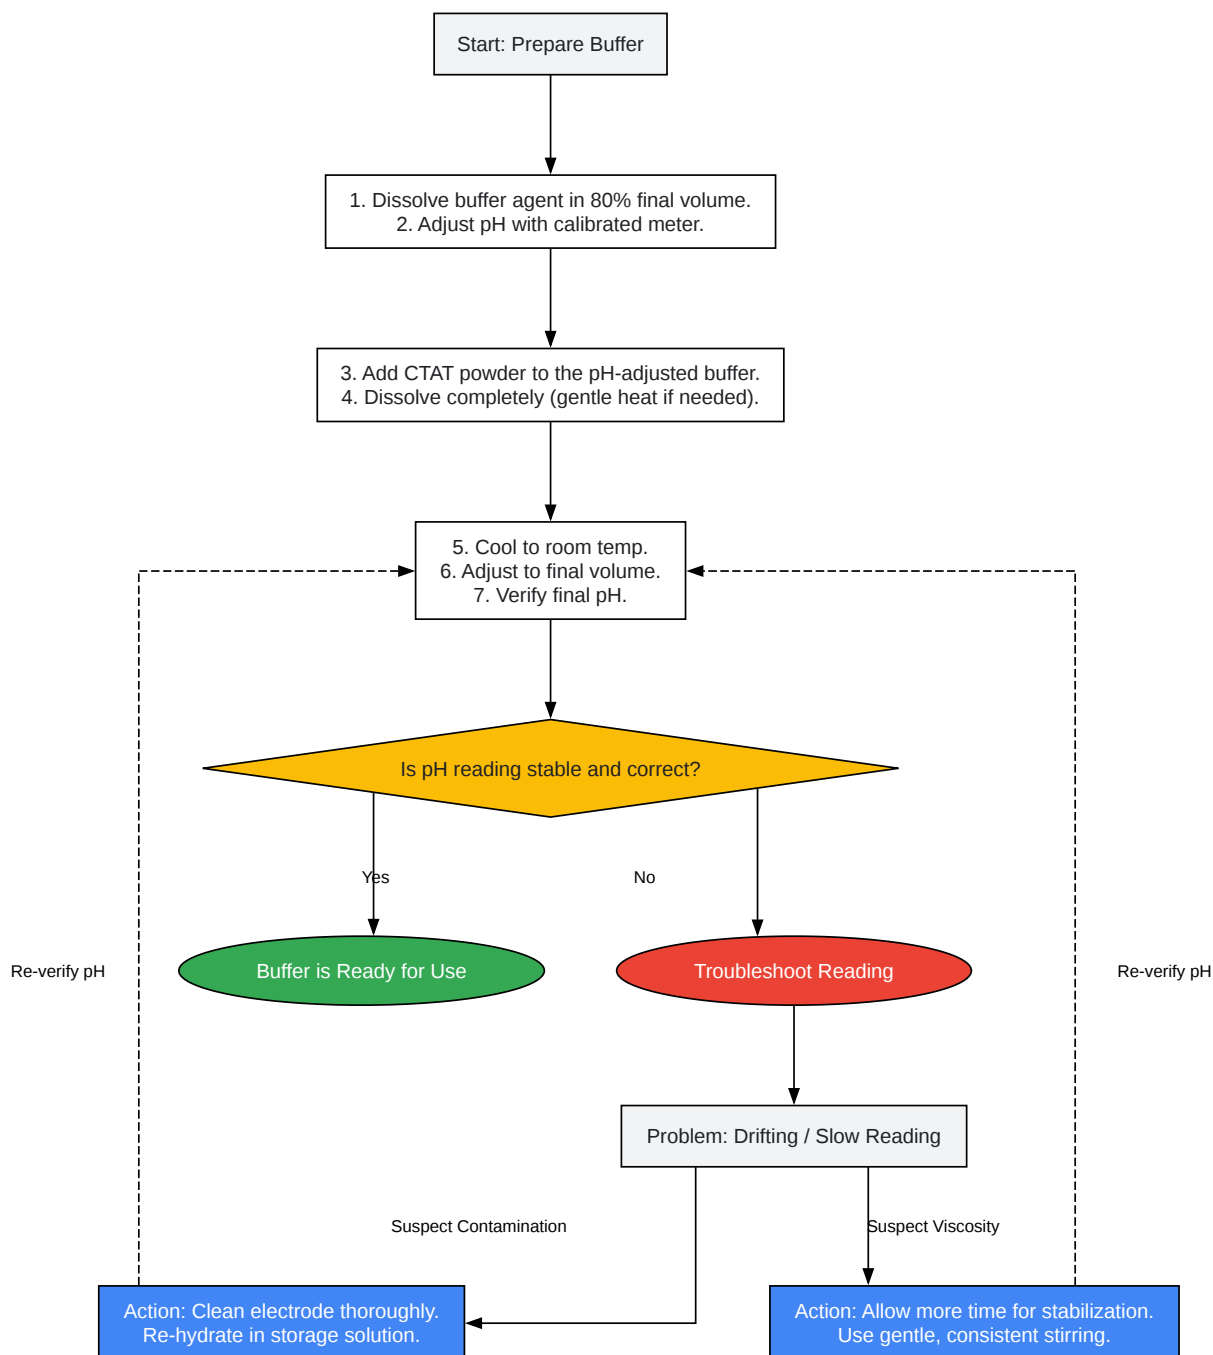 Start: Prepare Buffer
1. Dissolve buffer agent in 80% final volume.
2. Adjust pH with calibrated meter.
3. Add CTAT powder to the pH-adjusted buffer.
4. Dissolve completely (gentle heat if needed).
5. Cool to room temp.
6. Adjust to final volume.
7. Verify final pH.
Is pH reading stable and correct?
Yes
No
Buffer is Ready for Use
Troubleshoot Reading
Re-verify pH
Re-verify pH
Problem: Drifting / Slow Reading
Suspect Contamination
Suspect Viscosity
Action: Clean electrode thoroughly.
Re-hydrate in storage solution.
Action: Allow more time for stabilization.
Use gentle, consistent stirring.